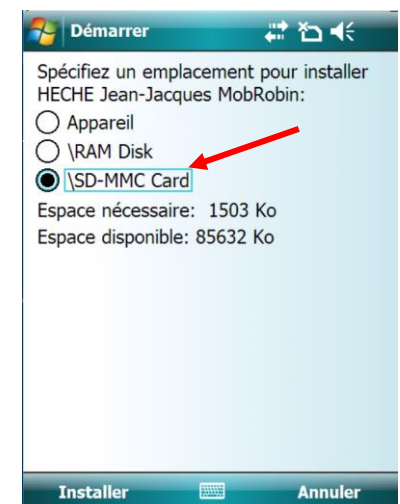 Démarrer
Spécifiez un emplacement pour installer
HECHE Jean-Jacques MobRobin:
Appareil
\RAM Disk
\SD-MMC Card
Espace nécessaire: 1503 Ko
Espace disponible: 85632 Ko
Installer Annuler